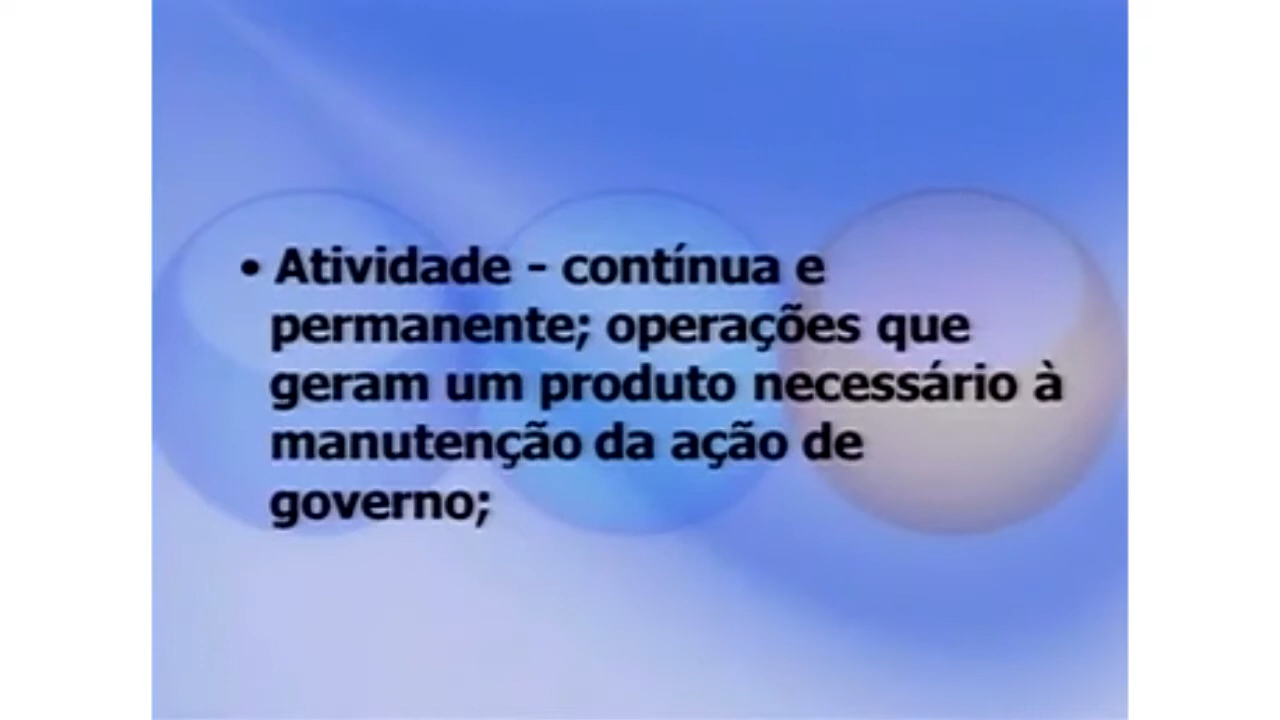 • Atividade - contínua e
permanente; operações que
geram um produto necessário à
manutenção da ação de
governo;